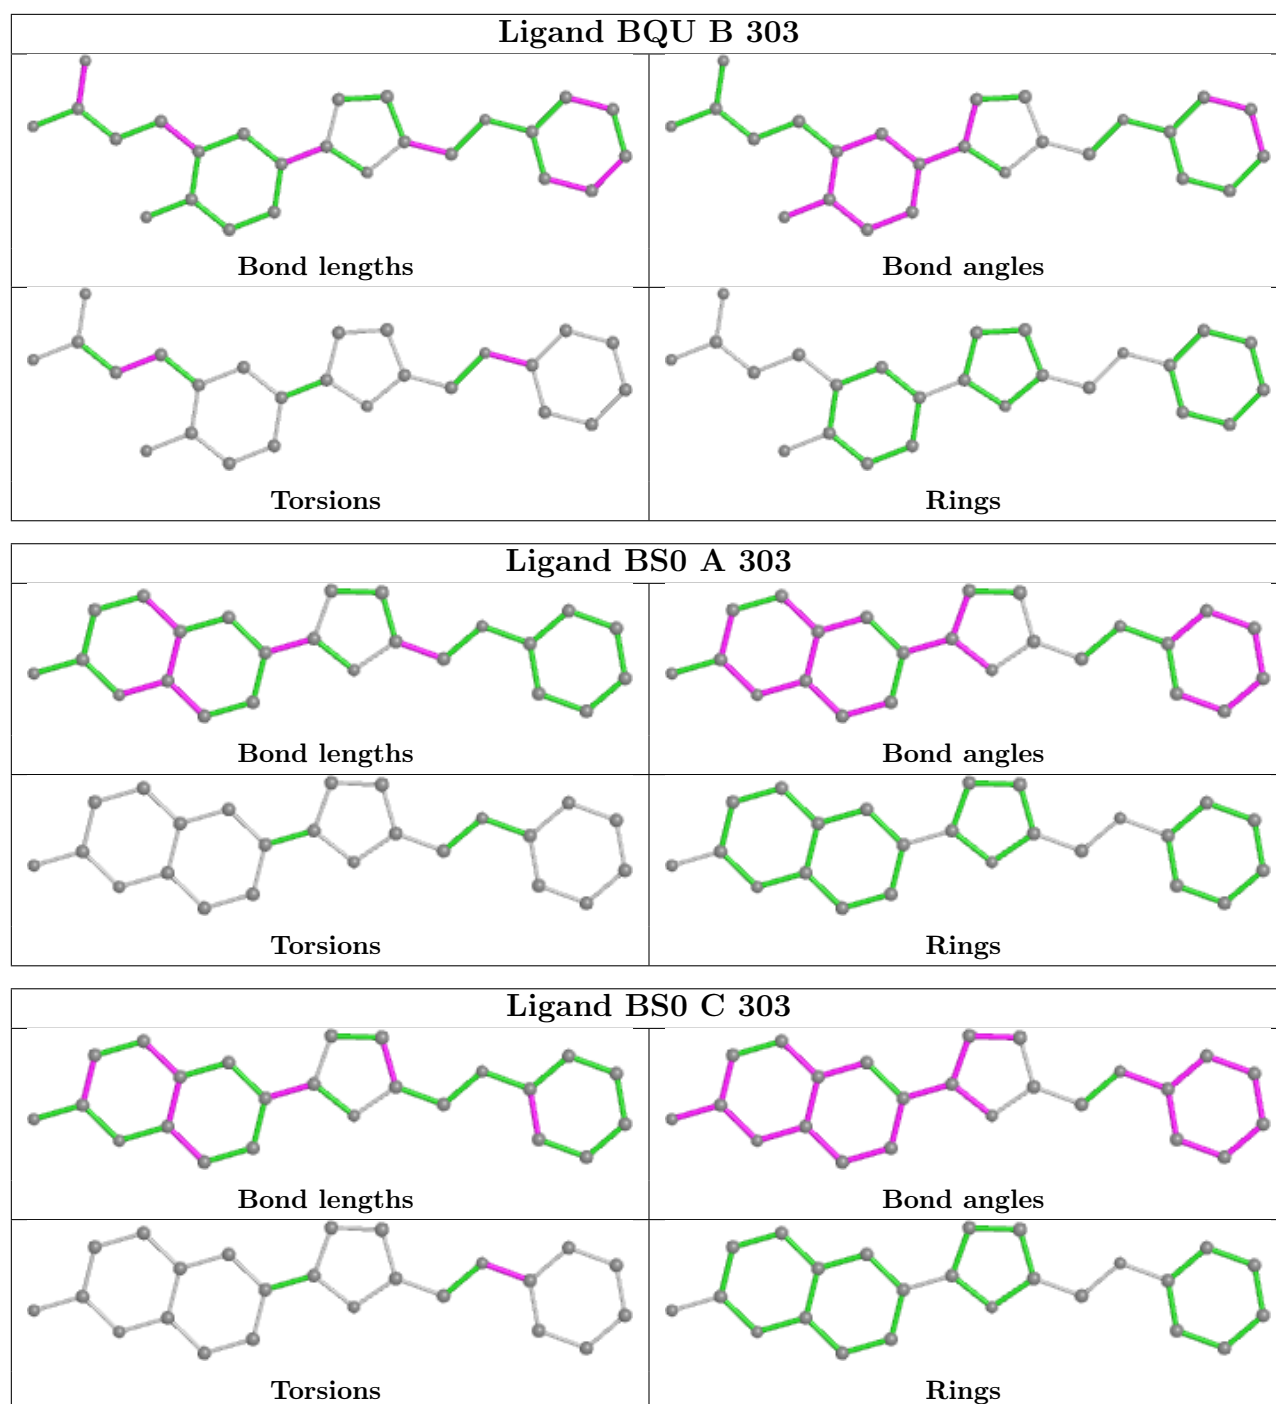 Ligand BQU B 303
Bond lengths
Bond angles
Torsions
Rings
Ligand BS0 A 303
Bond lengths
Bond angles
Torsions
Rings
Ligand BS0 C 303
Bond lengths
Bond angles
Torsions
Rings